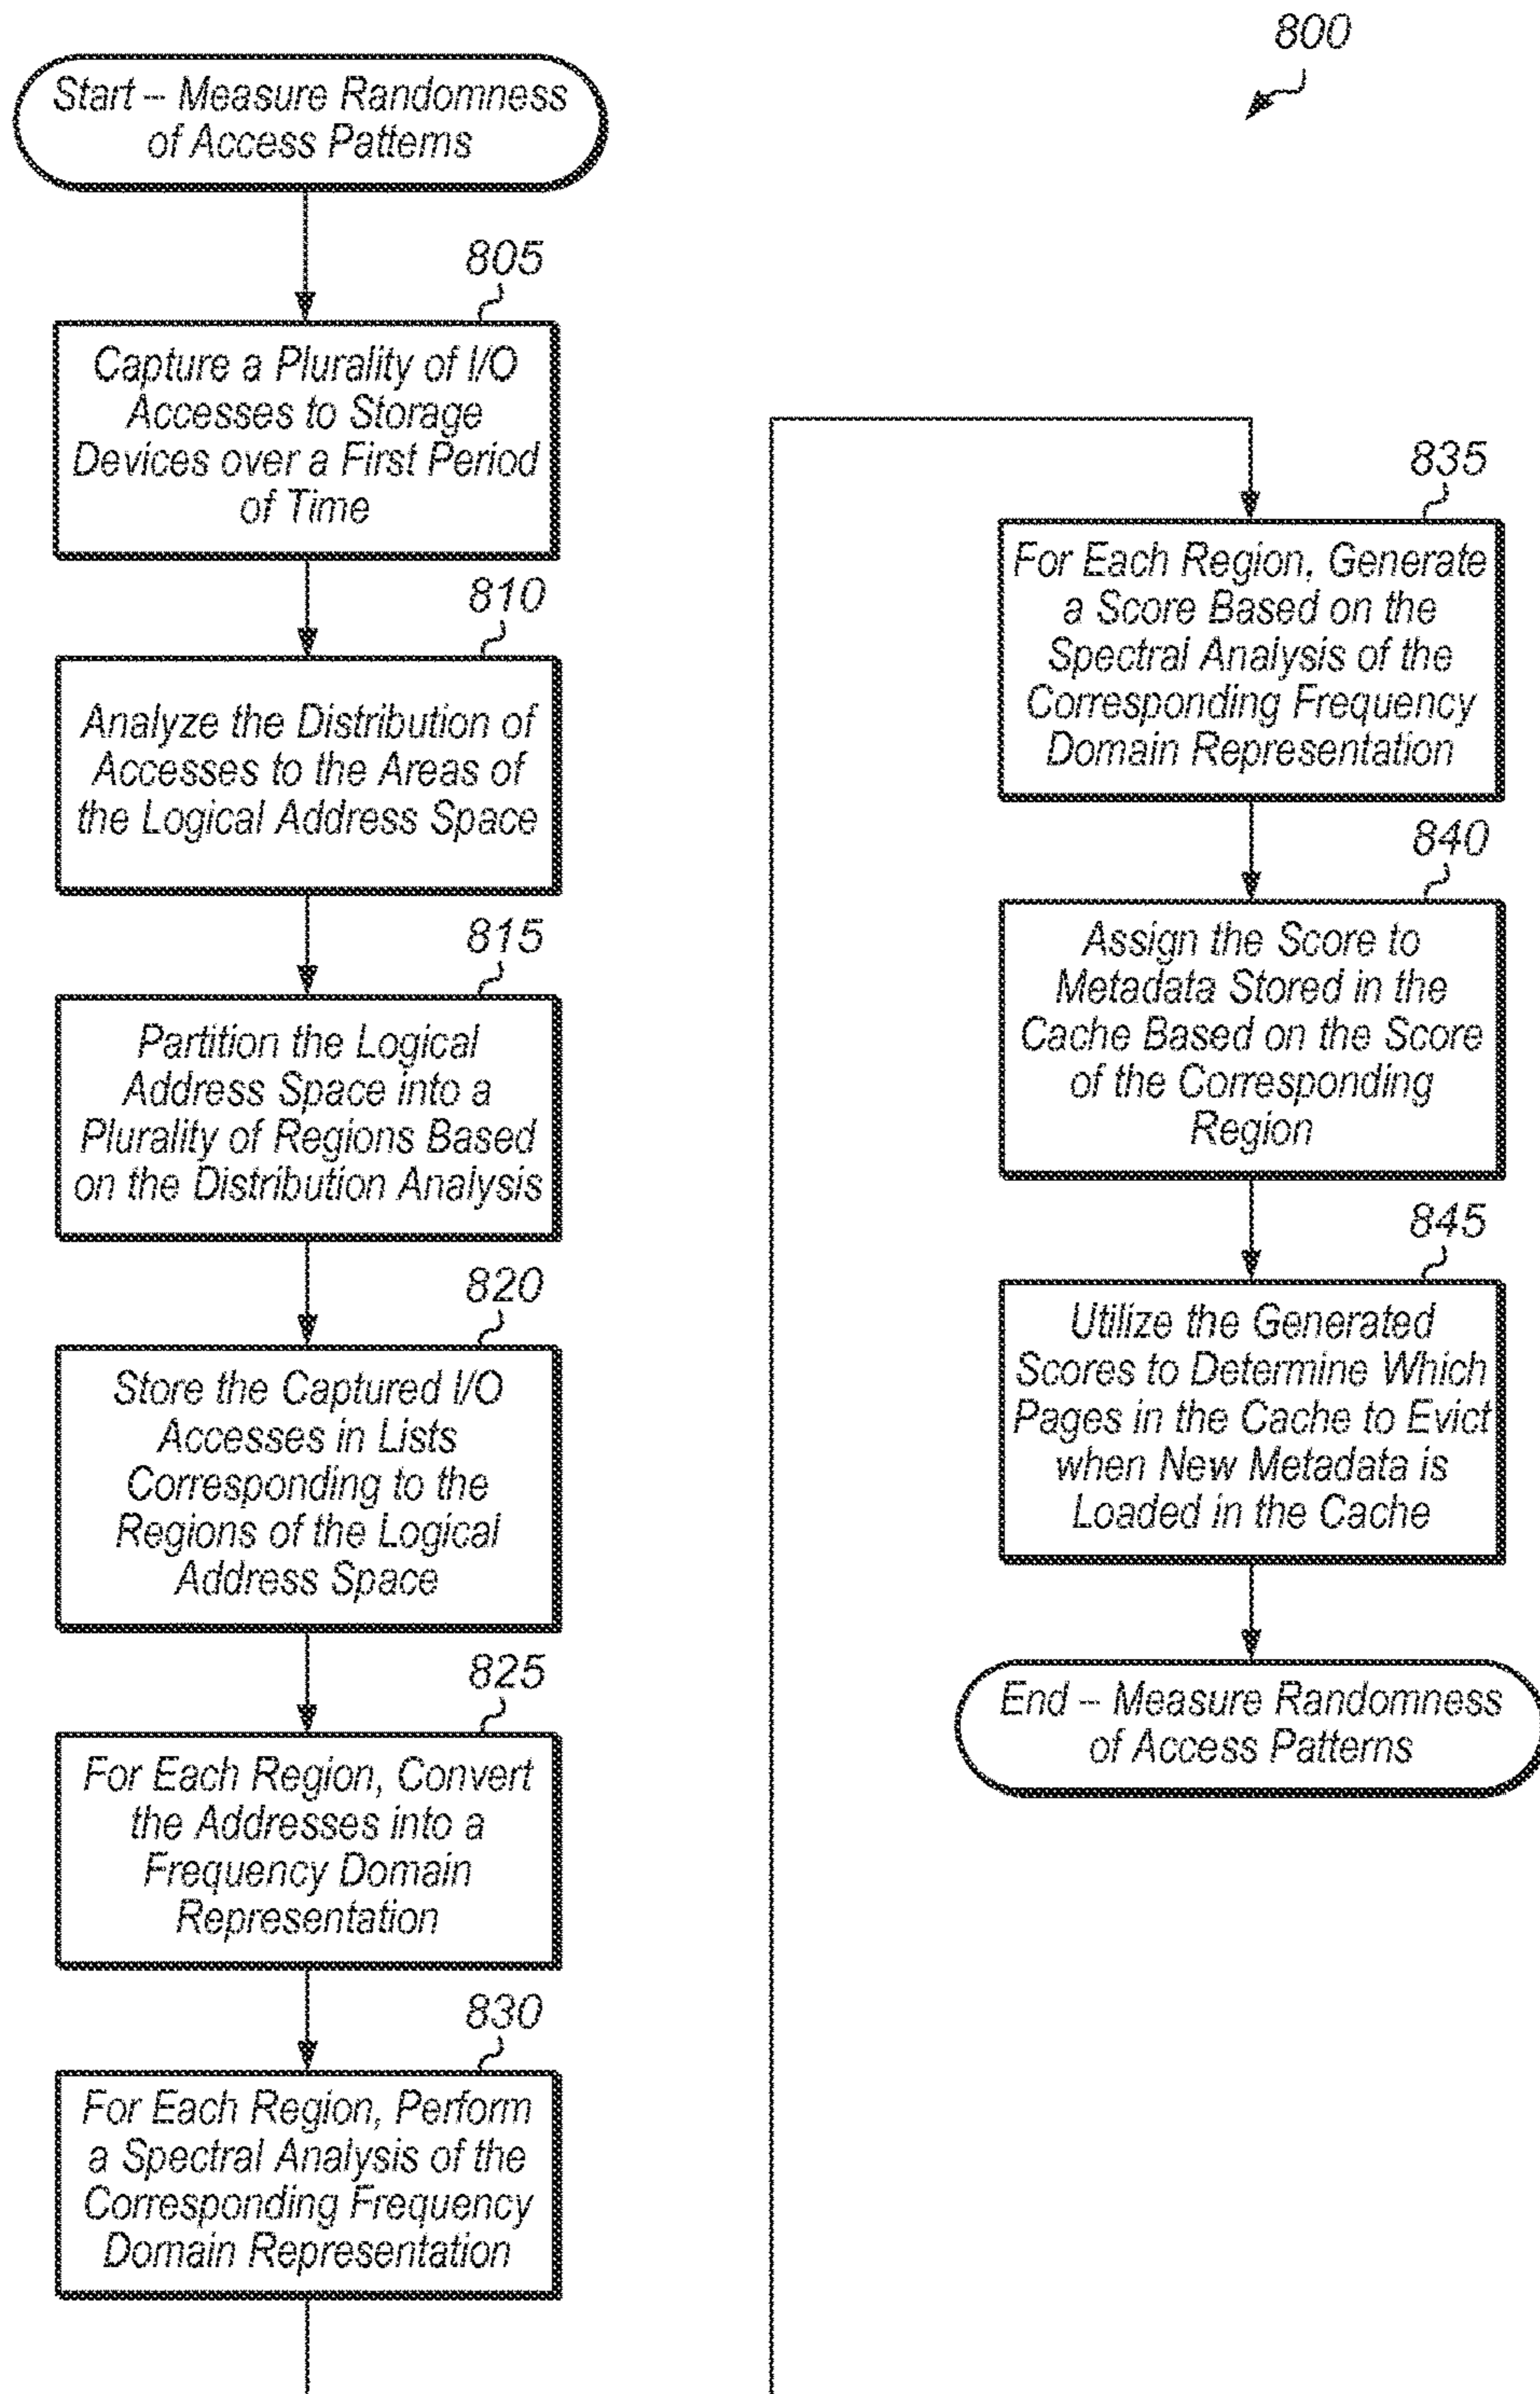 800
Start – Measure Randomness
of Access Patterns
805
Capture a Plurality of I/O
Accesses to Storage
Devices over a First Period
of Time
810
Analyze the Distribution of
Accesses to the Areas of
the Logical Address Space
815
Partition the Logical
Address Space into a
Plurality of Regions Based
on the Distribution Analysis
820
Store the Captured I/O
Accesses in Lists
Corresponding to the
Regions of the Logical
Address Space
825
For Each Region, Convert
the Addresses into a
Frequency Domain
Representation
830
For Each Region, Perform
a Spectral Analysis of the
Corresponding Frequency
Domain Representation
835
For Each Region, Generate
a Score Based on the
Spectral Analysis of the
Corresponding Frequency
Domain Representation
840
Assign the Score to
Metadata Stored in the
Cache Based on the Score
of the Corresponding
Region
845
Utilize the Generated
Scores to Determine Which
Pages in the Cache to Evict
when New Metadata is
Loaded in the Cache
End – Measure Randomness
of Access Patterns